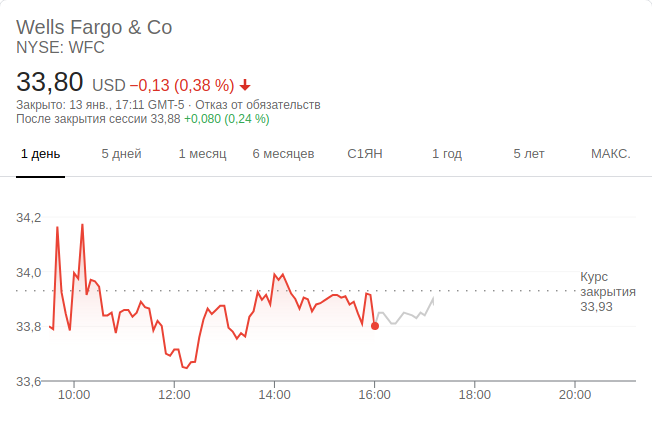 Wells Fargo & Co
NYSE: WFC
33,80 USD −0,13 (0,38 %)
Закрыто: 13 янв., 17:11 GMT-5 · Отказ от обязательств
После закрытия сессии 33,88 +0,080 (0,24 %)
1 день 5 дней 1 месяц 6 месяцев С1ЯН 1 год 5 лет МАКС.
34,2
34,0
Курс
закрытия
33,93
33,8
33,6
10:00 12:00 14:00 16:00 18:00 20:00